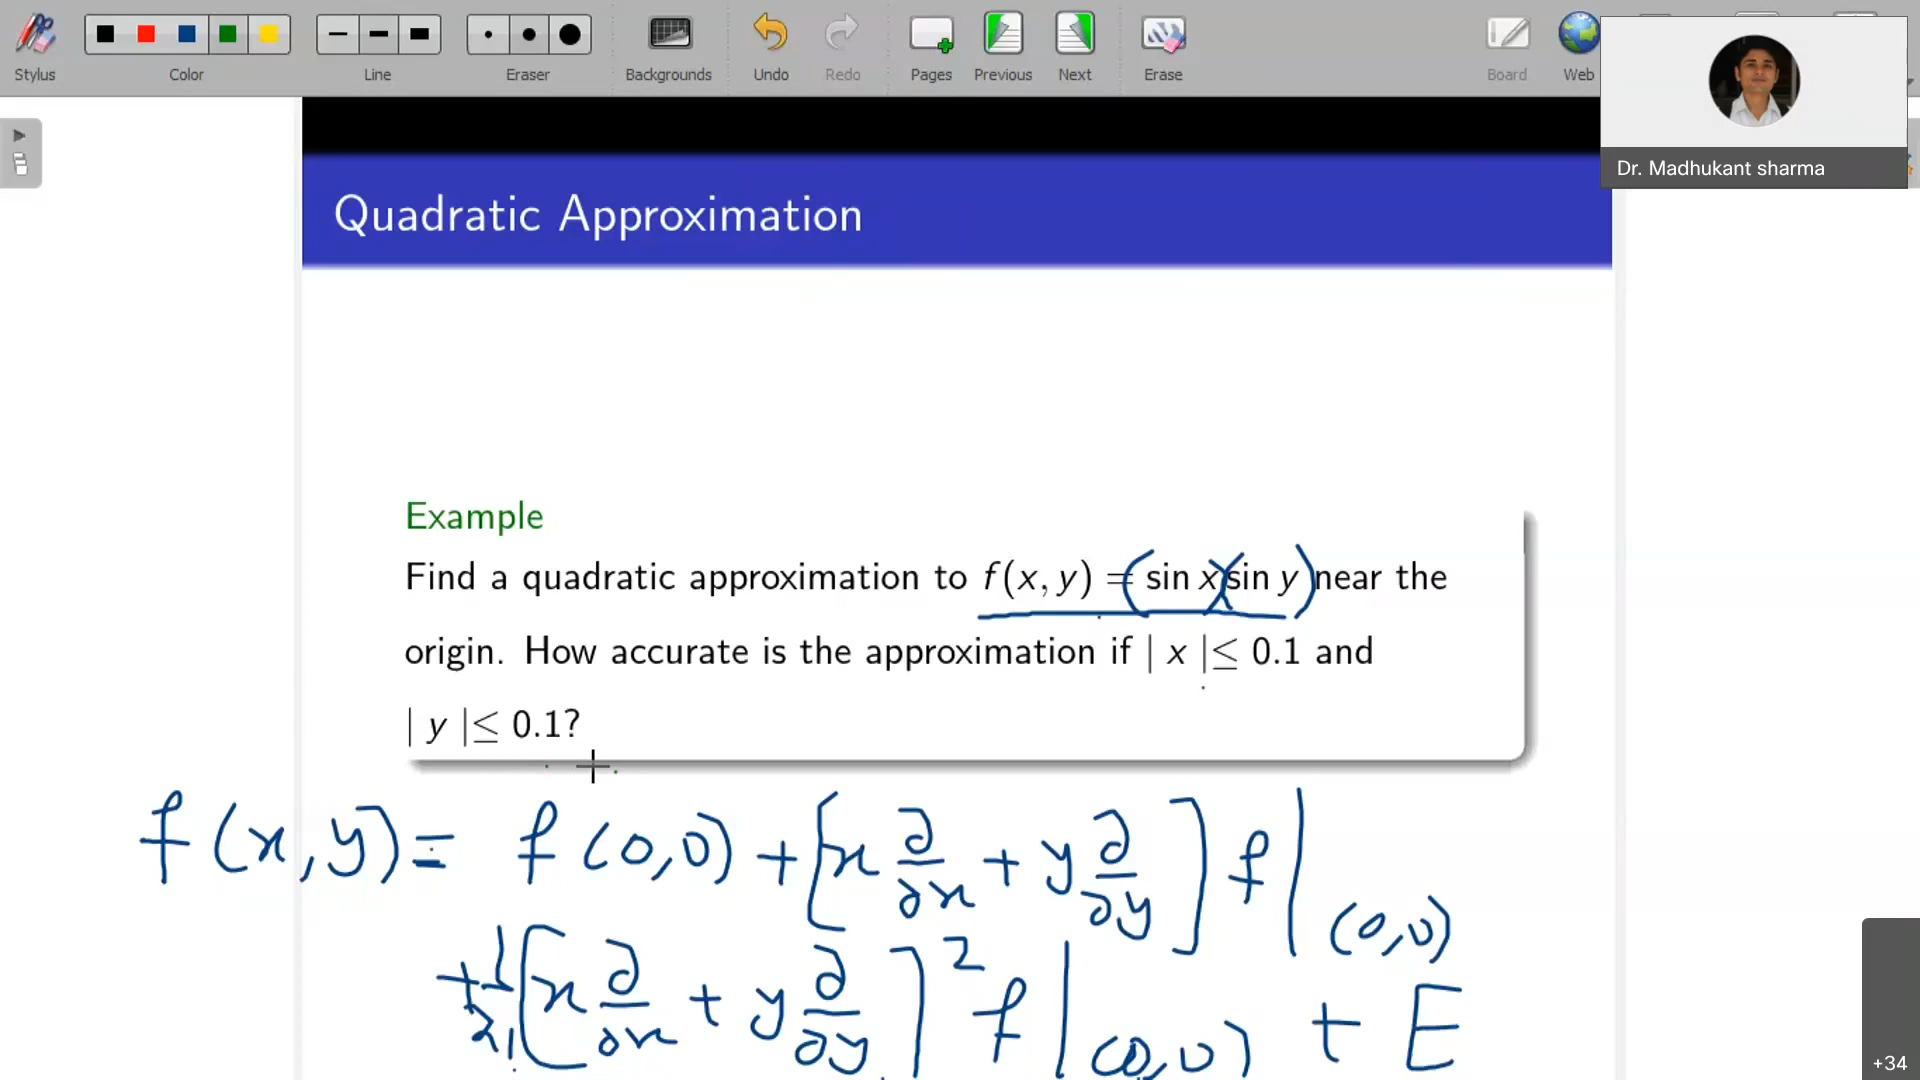 Stylus Color Line Eraser Backgrounds Undo Redo Pages Previous Next Erase Board Web
Dr. Madhukant sharma
Quadratic Approximation
Example
Find a quadratic approximation to f(x, y) = (sin x)(sin y) near the
origin. How accurate is the approximation if | x |≤ 0.1 and
| y |≤ 0.1?
f(x,y) = f(0,0) + [x ∂/∂x + y ∂/∂y] f|(0,0)
+ 1/2! [x ∂/∂x + y ∂/∂y]² f|(0,0) + E
+34